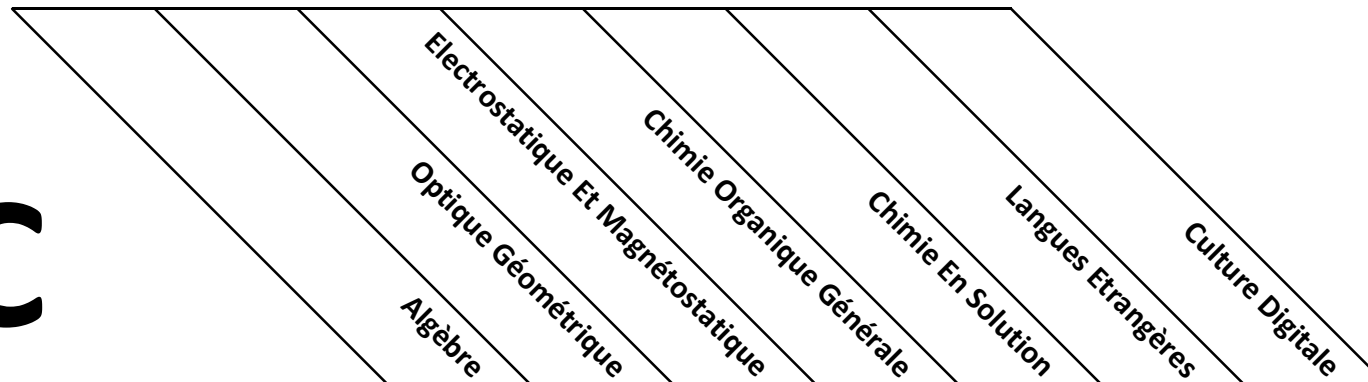 C
Algèbre
Optique Géométrique
Electrostatique Et Magnétostatique
Chimie Organique Générale
Chimie En Solution
Langues Etrangères
Culture Digitale